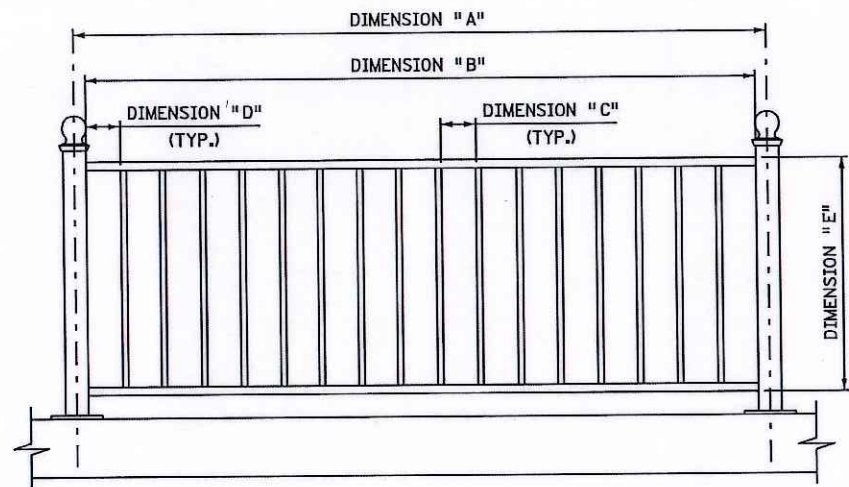 DIMENSION "A"
DIMENSION "B"
DIMENSION "D"
(TYP.)
DIMENSION "C"
(TYP.)
DIMENSION "E"